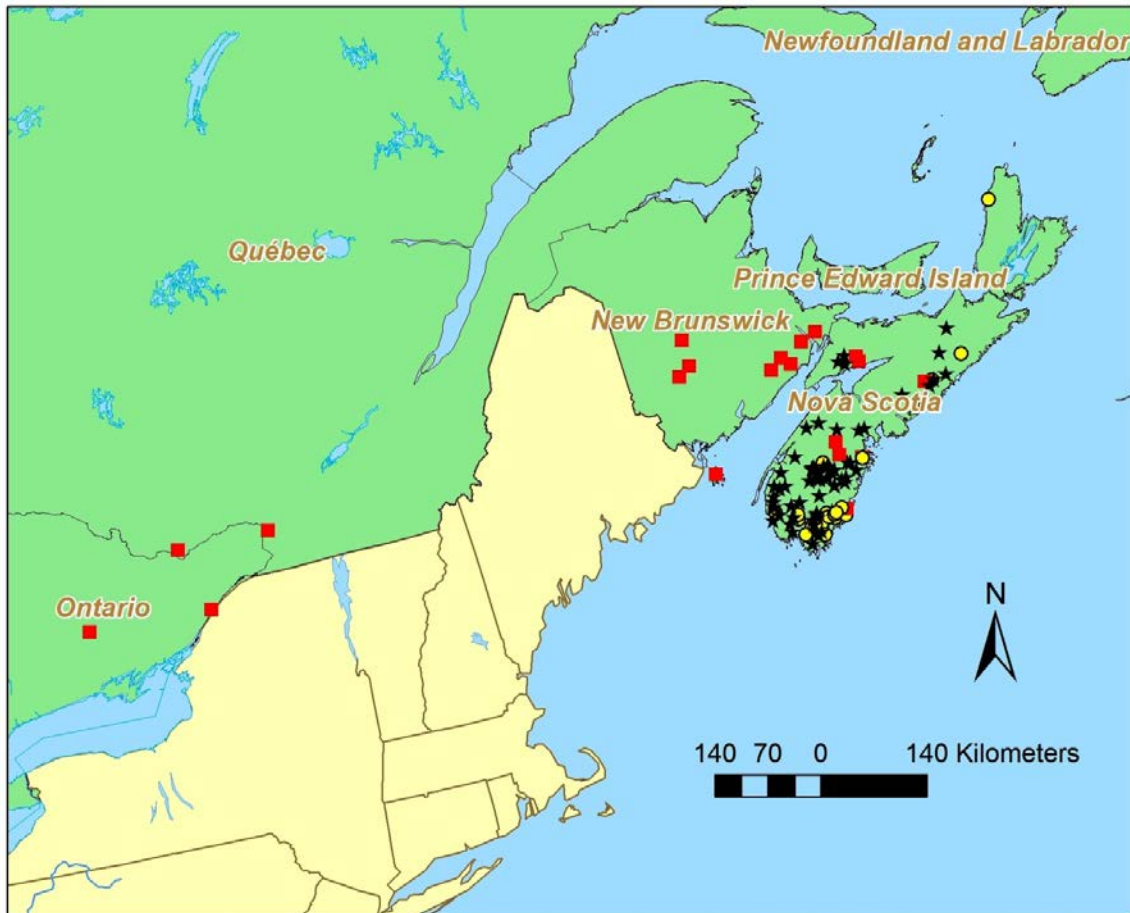 Newfoundland and Labrador
Québec
Prince Edward Island
New Brunswick
Nova Scotia
Ontario
N
140 70 0 140 Kilometers